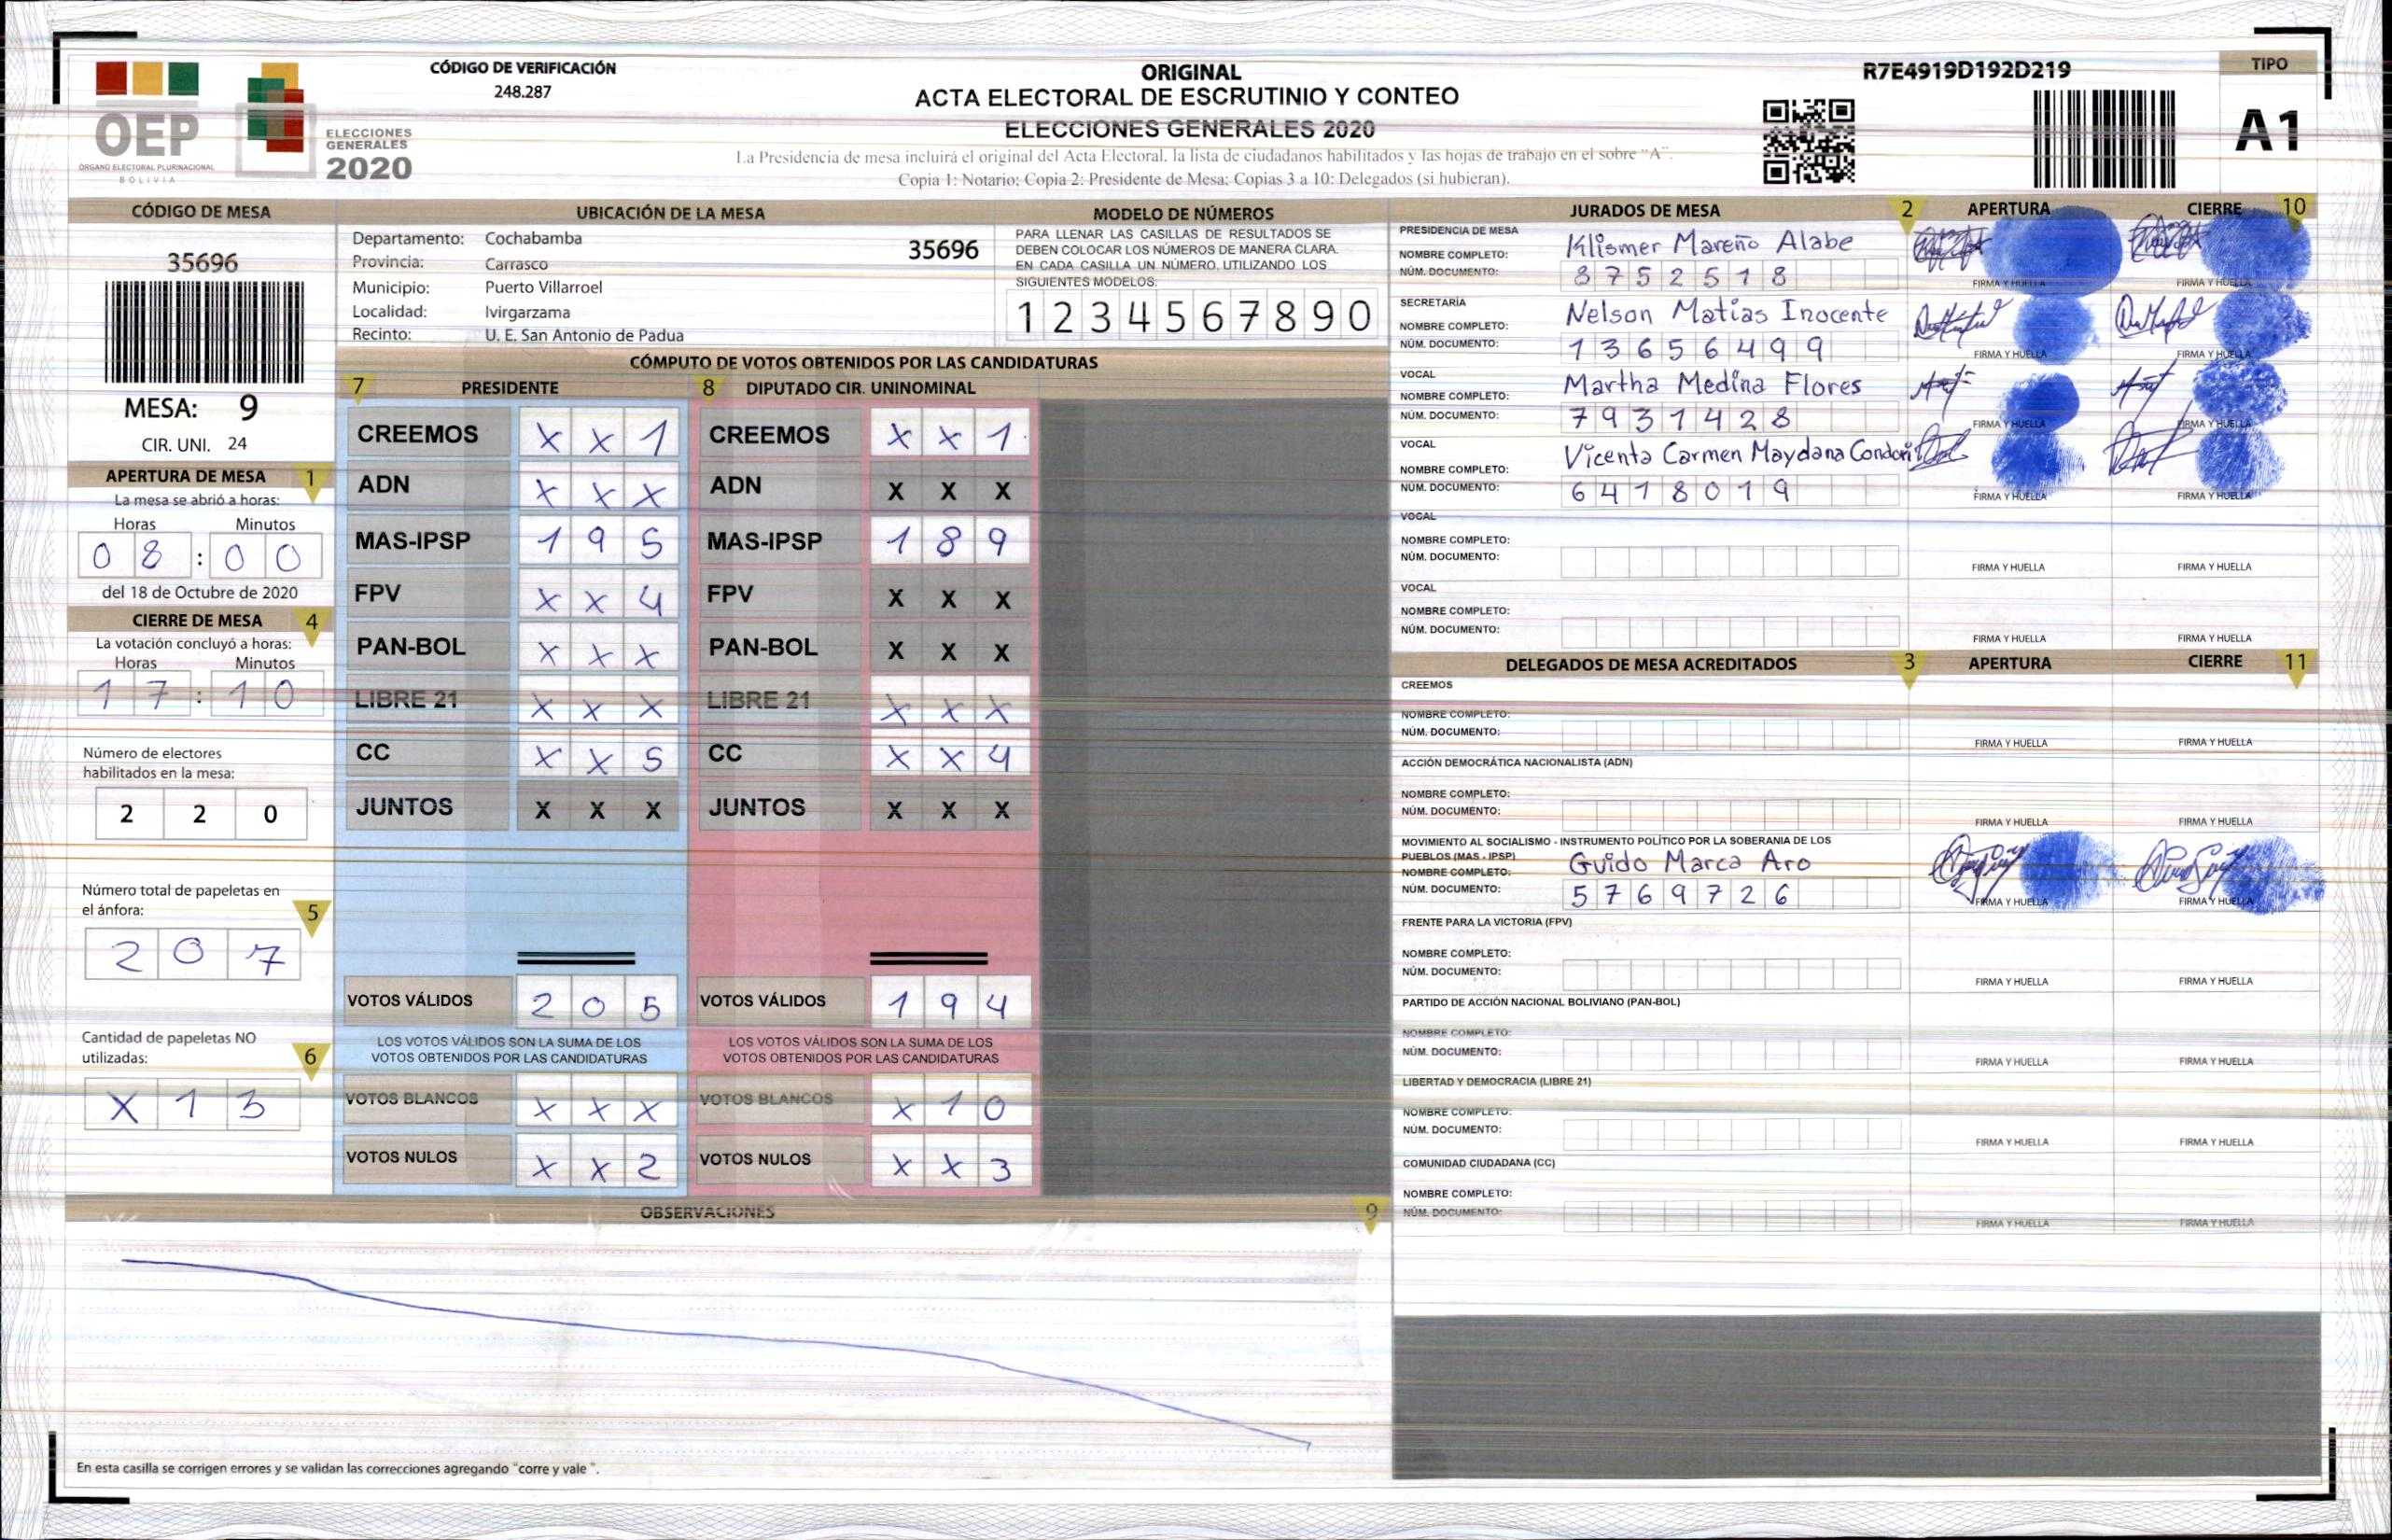 CÓDIGO DE VERIFICACIÓN
248.287
OEP
ÓRGANO ELECTORAL PLURINACIONAL
BOLIVIA
ELECCIONES
GENERALES
2020
ORIGINAL
ACTA ELECTORAL DE ESCRUTINIO Y CONTEO
ELECCIONES GENERALES 2020
La Presidencia de mesa incluirá el original del Acta Electoral, la lista de ciudadanos habilitados y las hojas de trabajo en el sobre "A".
Copia 1: Notario; Copia 2: Presidente de Mesa; Copias 3 a 10: Delegados (si hubieran).
R7E4919D192D219
TIPO
A1
CÓDIGO DE MESA
35696
MESA: 9
CIR. UNI. 24
APERTURA DE MESA 1
La mesa se abrió a horas:
Horas Minutos
0 8 : 0 0
del 18 de Octubre de 2020
CIERRE DE MESA 4
La votación concluyó a horas:
Horas Minutos
1 7 : 1 0
Número de electores
habilitados en la mesa:
2 2 0
Número total de papeletas en
el ánfora: 5
2 0 7
Cantidad de papeletas NO
utilizadas: 6
X 1 3
UBICACIÓN DE LA MESA
Departamento: Cochabamba
35696
Provincia: Carrasco
Municipio: Puerto Villarroel
Localidad: Ivirgarzama
Recinto: U. E. San Antonio de Padua
MODELO DE NÚMEROS
PARA LLENAR LAS CASILLAS DE RESULTADOS SE
DEBEN COLOCAR LOS NÚMEROS DE MANERA CLARA.
EN CADA CASILLA UN NÚMERO, UTILIZANDO LOS
SIGUIENTES MODELOS:
1 2 3 4 5 6 7 8 9 0
CÓMPUTO DE VOTOS OBTENIDOS POR LAS CANDIDATURAS
7 PRESIDENTE 8 DIPUTADO CIR. UNINOMINAL
CREEMOS X X 1 CREEMOS X X 1
ADN X X X ADN X X X
MAS-IPSP 1 9 5 MAS-IPSP 1 8 9
FPV X X 4 FPV X X X
PAN-BOL X X X PAN-BOL X X X
LIBRE 21 X X X LIBRE 21 X X X
CC X X 5 CC X X 4
JUNTOS X X X JUNTOS X X X
VOTOS VÁLIDOS 2 0 5 VOTOS VÁLIDOS 1 9 4
LOS VOTOS VÁLIDOS SON LA SUMA DE LOS LOS VOTOS VÁLIDOS SON LA SUMA DE LOS
VOTOS OBTENIDOS POR LAS CANDIDATURAS VOTOS OBTENIDOS POR LAS CANDIDATURAS
VOTOS BLANCOS X X X VOTOS BLANCOS X 1 0
VOTOS NULOS X X 2 VOTOS NULOS X X 3
OBSERVACIONES 9
En esta casilla se corrigen errores y se validan las correcciones agregando "corre y vale ".
JURADOS DE MESA 2 APERTURA CIERRE 10
PRESIDENCIA DE MESA
NOMBRE COMPLETO: Klismer Mareño Alabe
NÚM. DOCUMENTO: 8 7 5 2 5 1 8
FIRMA Y HUELLA FIRMA Y HUELLA
SECRETARÍA
NOMBRE COMPLETO: Nelson Matias Inocente
NÚM. DOCUMENTO: 1 3 6 5 6 4 9 9
FIRMA Y HUELLA FIRMA Y HUELLA
VOCAL
NOMBRE COMPLETO: Martha Medina Flores
NÚM. DOCUMENTO: 7 9 3 1 4 2 8
FIRMA Y HUELLA FIRMA Y HUELLA
VOCAL
NOMBRE COMPLETO: Vicenta Carmen Maydana Condori
NÚM. DOCUMENTO: 6 4 1 8 0 1 9
FIRMA Y HUELLA FIRMA Y HUELLA
VOCAL
NOMBRE COMPLETO:
NÚM. DOCUMENTO:
FIRMA Y HUELLA FIRMA Y HUELLA
VOCAL
NOMBRE COMPLETO:
NÚM. DOCUMENTO:
FIRMA Y HUELLA FIRMA Y HUELLA
DELEGADOS DE MESA ACREDITADOS 3 APERTURA CIERRE 11
CREEMOS
NOMBRE COMPLETO:
NÚM. DOCUMENTO:
FIRMA Y HUELLA FIRMA Y HUELLA
ACCIÓN DEMOCRÁTICA NACIONALISTA (ADN)
NOMBRE COMPLETO:
NÚM. DOCUMENTO:
FIRMA Y HUELLA FIRMA Y HUELLA
MOVIMIENTO AL SOCIALISMO - INSTRUMENTO POLÍTICO POR LA SOBERANIA DE LOS
PUEBLOS (MAS - IPSP)
NOMBRE COMPLETO: Guido Marca Aro
NÚM. DOCUMENTO: 5 7 6 9 7 2 6
FIRMA Y HUELLA FIRMA Y HUELLA
FRENTE PARA LA VICTORIA (FPV)
NOMBRE COMPLETO:
NÚM. DOCUMENTO:
FIRMA Y HUELLA FIRMA Y HUELLA
PARTIDO DE ACCIÓN NACIONAL BOLIVIANO (PAN-BOL)
NOMBRE COMPLETO:
NÚM. DOCUMENTO:
FIRMA Y HUELLA FIRMA Y HUELLA
LIBERTAD Y DEMOCRACIA (LIBRE 21)
NOMBRE COMPLETO:
NÚM. DOCUMENTO:
FIRMA Y HUELLA FIRMA Y HUELLA
COMUNIDAD CIUDADANA (CC)
NOMBRE COMPLETO:
NÚM. DOCUMENTO:
FIRMA Y HUELLA FIRMA Y HUELLA